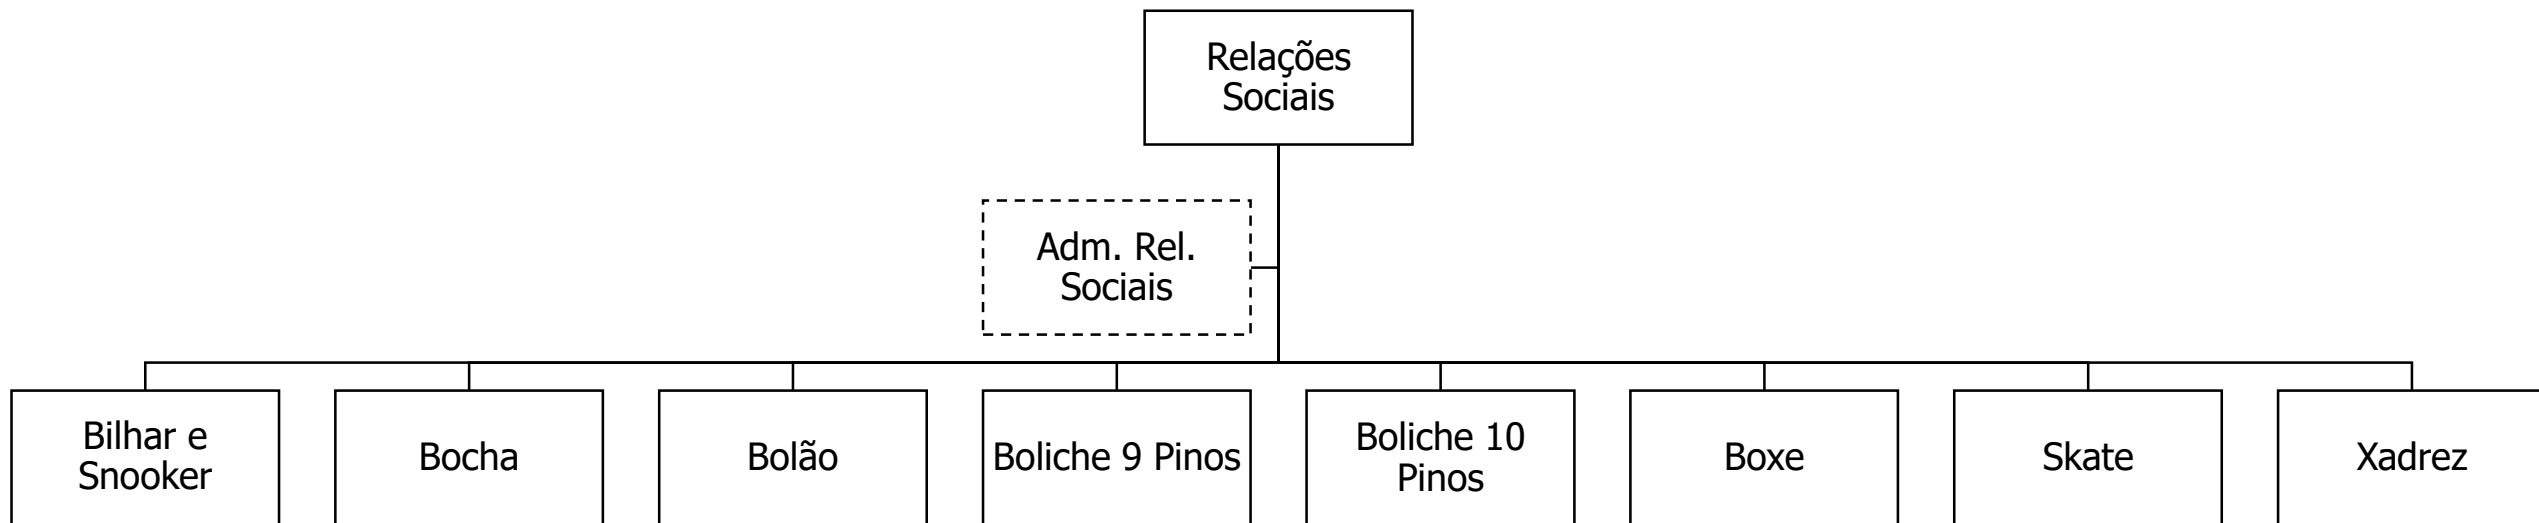 Relações
Sociais
Adm. Rel.
Sociais
Bilhar e
Snooker
Bocha
Bolão
Boliche 9 Pinos
Boliche 10
Pinos
Boxe
Skate
Xadrez